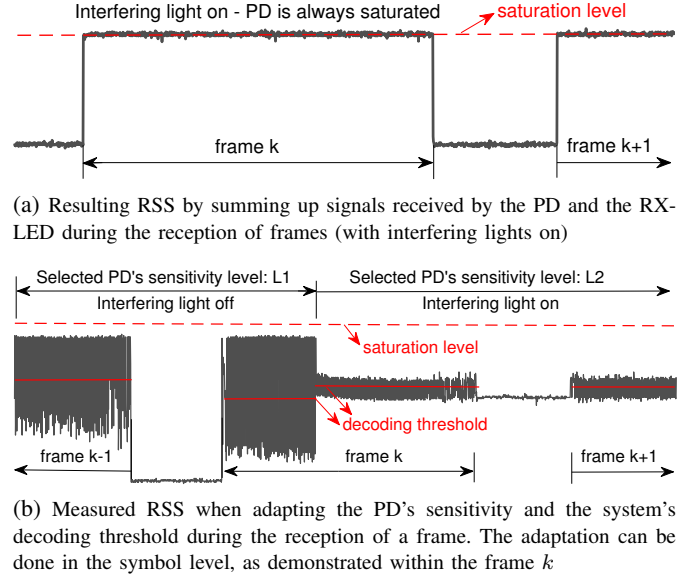 Interfering light on - PD is always saturated
saturation level
frame k
frame k+1
(a) Resulting RSS by summing up signals received by the PD and the RX-
LED during the reception of frames (with interfering lights on)
Selected PD's sensitivity level: L1
Selected PD's sensitivity level: L2
Interfering light off
Interfering light on
saturation level
decoding threshold
frame k-1
frame k
frame k+1
(b) Measured RSS when adapting the PD's sensitivity and the system's
decoding threshold during the reception of a frame. The adaptation can be
done in the symbol level, as demonstrated within the frame k